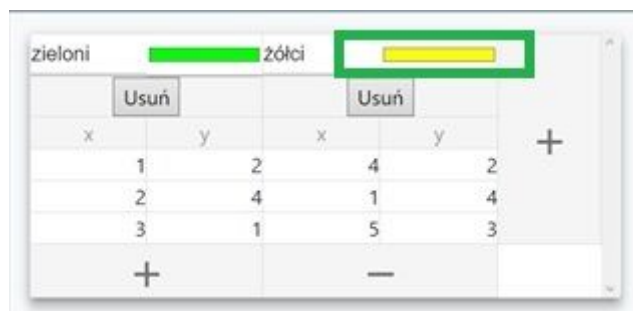 zieloni żółci
Usuń Usuń
x y x y
1 2 4 2
2 4 1 4
3 1 5 3
+ −
+